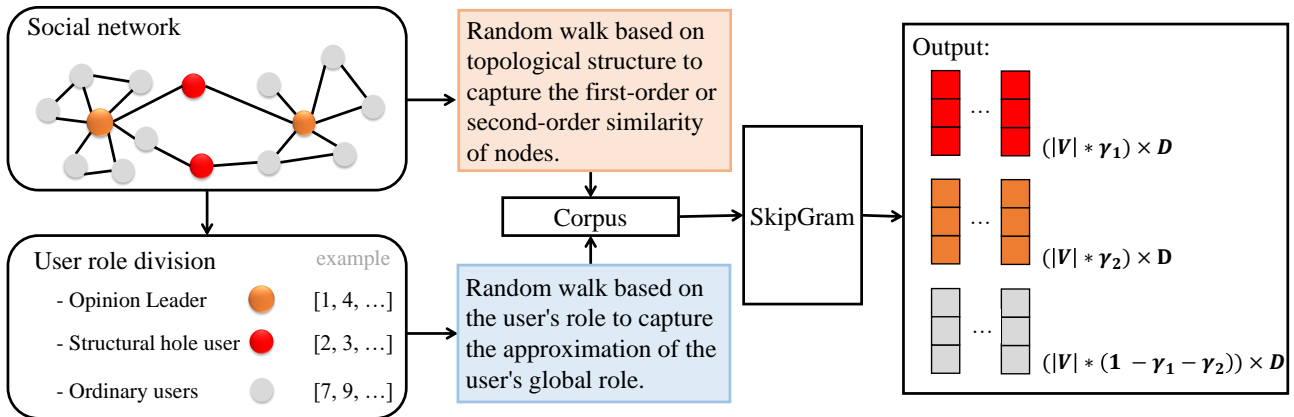 Social network
User role division
example
- Opinion Leader
[1, 4, …]
- Structural hole user
[2, 3, …]
- Ordinary users
[7, 9, …]
Random walk based on
topological structure to
capture the first-order or
second-order similarity
of nodes.
Corpus
Random walk based on
the user's role to capture
the approximation of the
user's global role.
SkipGram
Output:
…
(|V| * γ₁) × D
…
(|V| * γ₂) × D
…
(|V| * (1 − γ₁ − γ₂)) × D